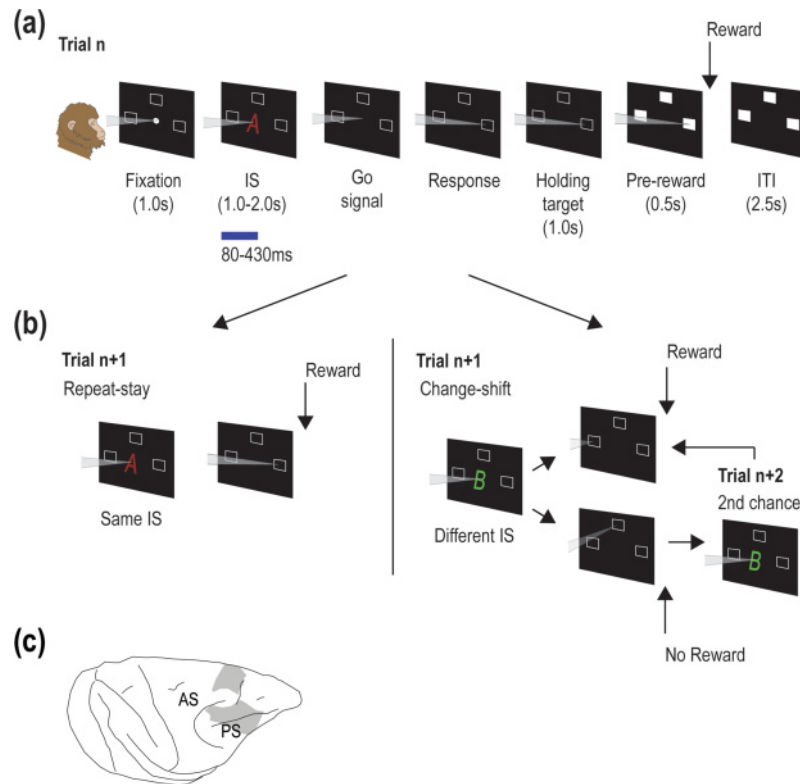 (a)
Trial n
Reward
A
Fixation
(1.0s)
IS
(1.0-2.0s)
Go
signal
Response
Holding
target
(1.0s)
Pre-reward
(0.5s)
ITI
(2.5s)
80-430ms
(b)
Trial n+1
Repeat-stay
Reward
A
Same IS
Trial n+1
Change-shift
Reward
B
Different IS
Trial n+2
2nd chance
B
No Reward
(c)
AS
PS